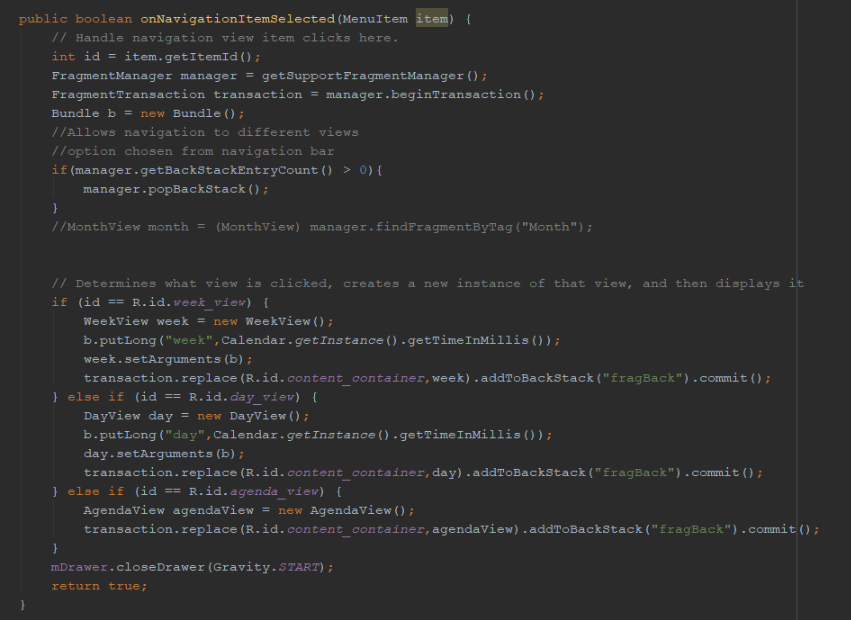 public boolean onNavigationItemSelected(MenuItem item) {
// Handle navigation view item clicks here.
int id = item.getItemId();
FragmentManager manager = getSupportFragmentManager();
FragmentTransaction transaction = manager.beginTransaction();
Bundle b = new Bundle();
//Allows navigation to different views
//option chosen from navigation bar
if(manager.getBackStackEntryCount() > 0){
manager.popBackStack();
}
//MonthView month = (MonthView) manager.findFragmentByTag("Month");
// Determines what view is clicked, creates a new instance of that view, and then displays it
if (id == R.id.week_view) {
WeekView week = new WeekView();
b.putLong("week",Calendar.getInstance().getTimeInMillis());
week.setArguments(b);
transaction.replace(R.id.content_container,week).addToBackStack("fragBack").commit();
} else if (id == R.id.day_view) {
DayView day = new DayView();
b.putLong("day",Calendar.getInstance().getTimeInMillis());
day.setArguments(b);
transaction.replace(R.id.content_container,day).addToBackStack("fragBack").commit();
} else if (id == R.id.agenda_view) {
AgendaView agendaView = new AgendaView();
transaction.replace(R.id.content_container,agendaView).addToBackStack("fragBack").commit();
}
mDrawer.closeDrawer(Gravity.START);
return true;
}